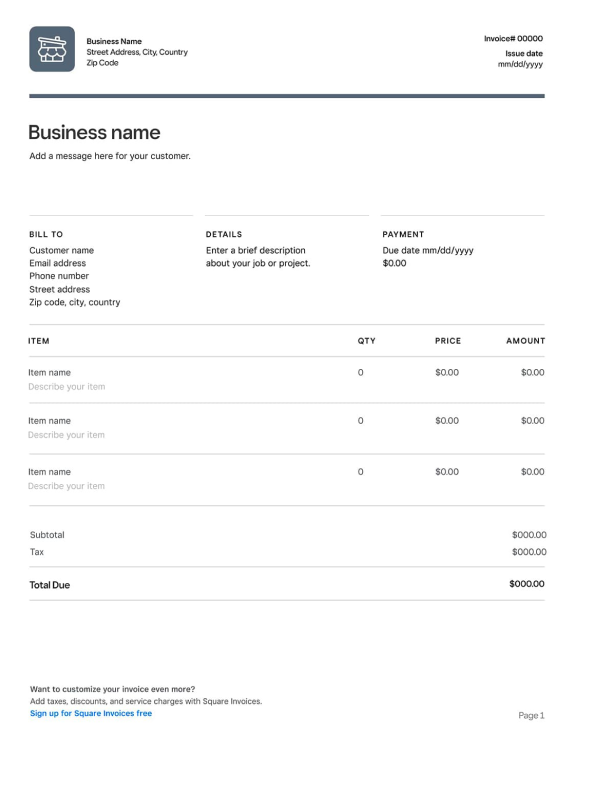 Business Name
Street Address, City, Country
Zip Code
Invoice# 00000
Issue date
mm/dd/yyyy
Business name
Add a message here for your customer.
BILL TO
Customer name
Email address
Phone number
Street address
Zip code, city, country
DETAILS
Enter a brief description
about your job or project.
PAYMENT
Due date mm/dd/yyyy
$0.00
ITEM QTY PRICE AMOUNT
Item name 0 $0.00 $0.00
Describe your item
Item name 0 $0.00 $0.00
Describe your item
Item name 0 $0.00 $0.00
Describe your item
Subtotal $000.00
Tax $000.00
Total Due $000.00
Want to customize your invoice even more?
Add taxes, discounts, and service charges with Square Invoices.
Sign up for Square Invoices free
Page 1